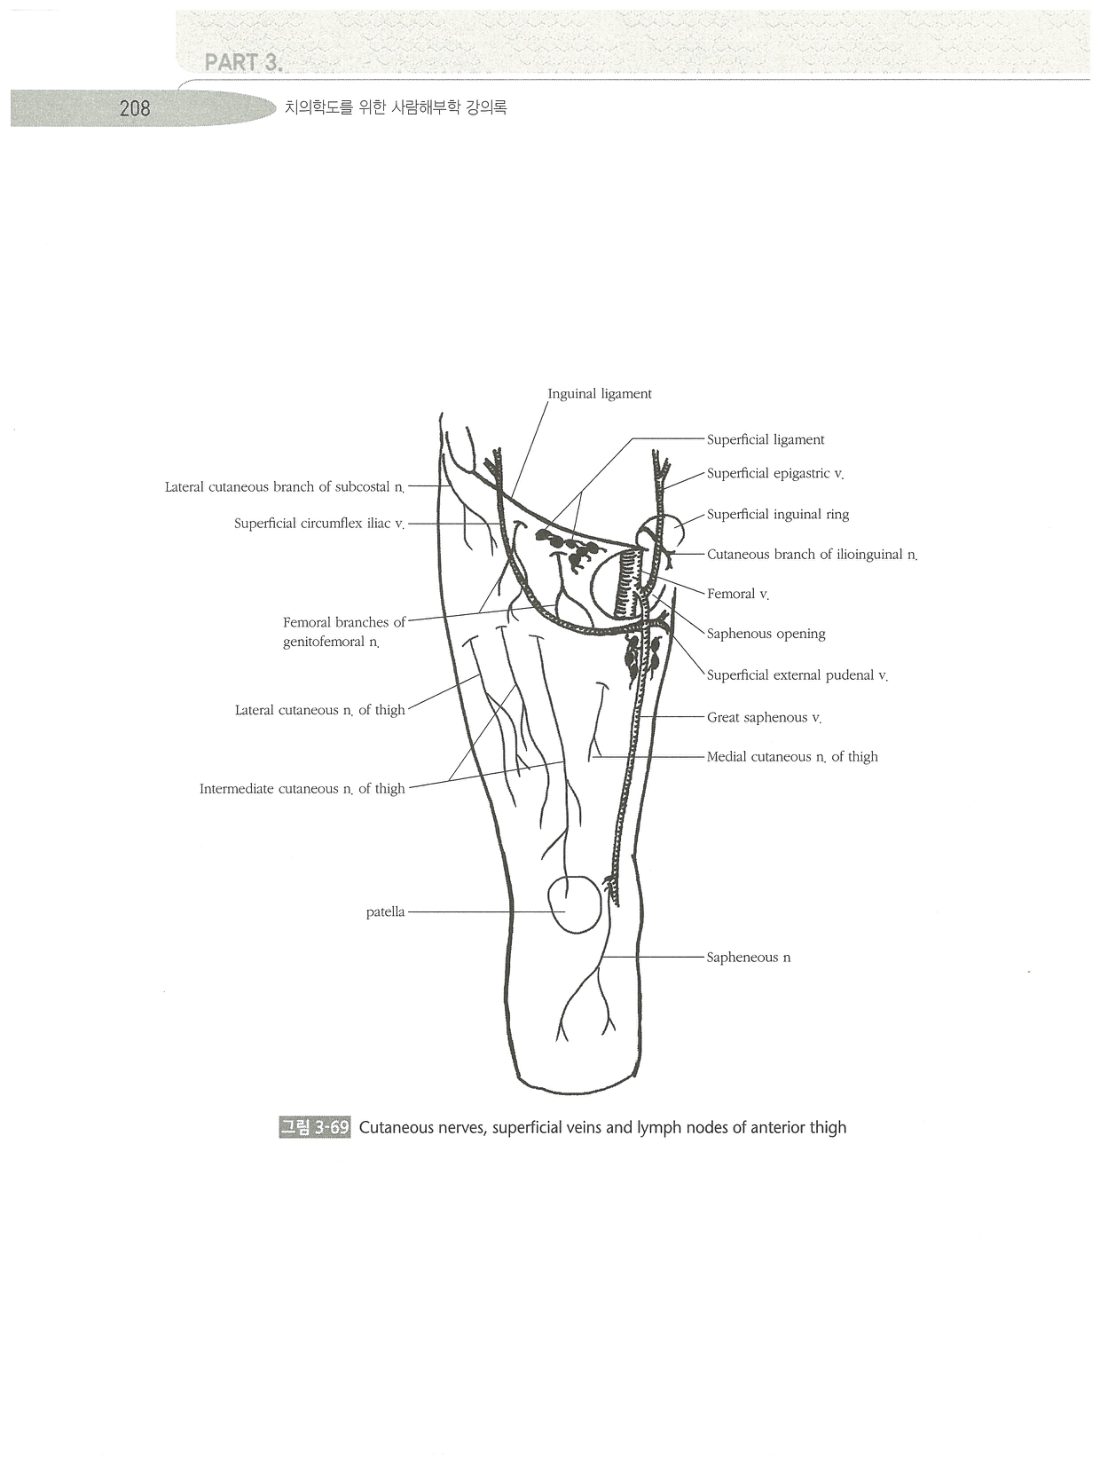 PART 3.
208
치의학도를 위한 사람해부학 강의록
Inguinal ligament
Superficial ligament
Superficial epigastric v.
Lateral cutaneous branch of subcostal n.
Superficial inguinal ring
Superficial circumflex iliac v.
Cutaneous branch of ilioinguinal n.
Femoral v.
Femoral branches of
genitofemoral n.
Saphenous opening
Superficial external pudenal v.
Lateral cutaneous n. of thigh
Great saphenous v.
Medial cutaneous n. of thigh
Intermediate cutaneous n. of thigh
patella
Sapheneous n
그림 3-69 Cutaneous nerves, superficial veins and lymph nodes of anterior thigh